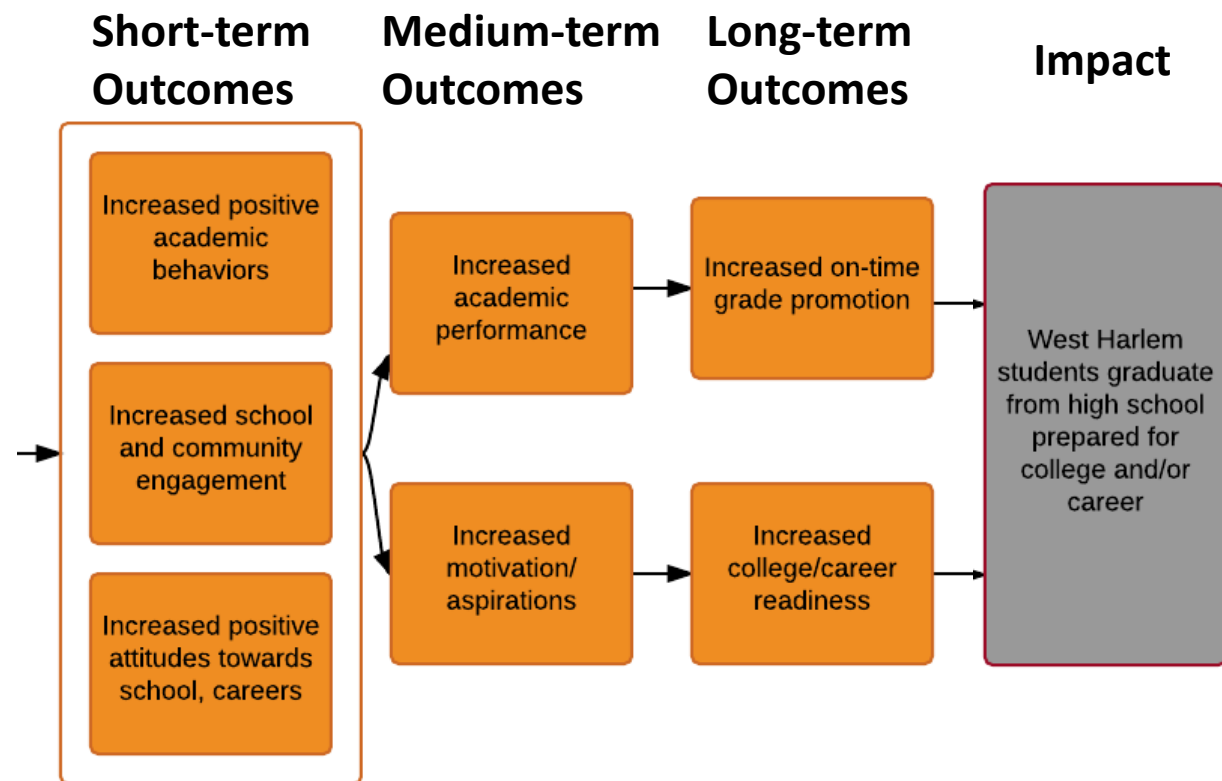 Short-term
Outcomes
Medium-term
Outcomes
Long-term
Outcomes
Impact
Increased positive
academic
behaviors
Increased school
and community
engagement
Increased positive
attitudes towards
school, careers
Increased
academic
performance
Increased
motivation/
aspirations
Increased on-time
grade promotion
Increased
college/career
readiness
West Harlem
students graduate
from high school
prepared for
college and/or
career